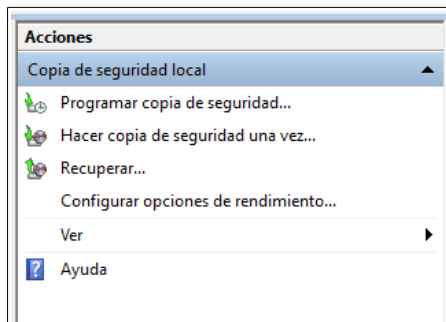 Acciones
Copia de seguridad local
Programar copia de seguridad...
Hacer copia de seguridad una vez...
Recuperar...
Configurar opciones de rendimiento...
Ver
Ayuda